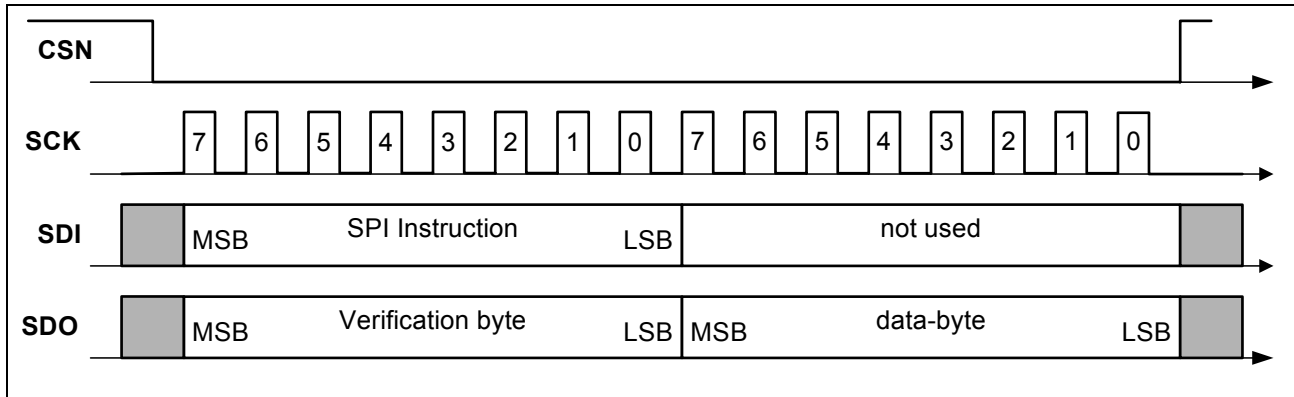 CSN
SCK 7 6 5 4 3 2 1 0 7 6 5 4 3 2 1 0
SDI MSB SPI Instruction LSB not used
SDO MSB Verification byte LSB MSB data-byte LSB